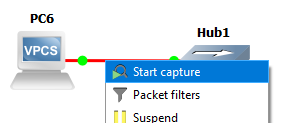 PC6
Hub1
VPCS
Start capture
Packet filters
Suspend